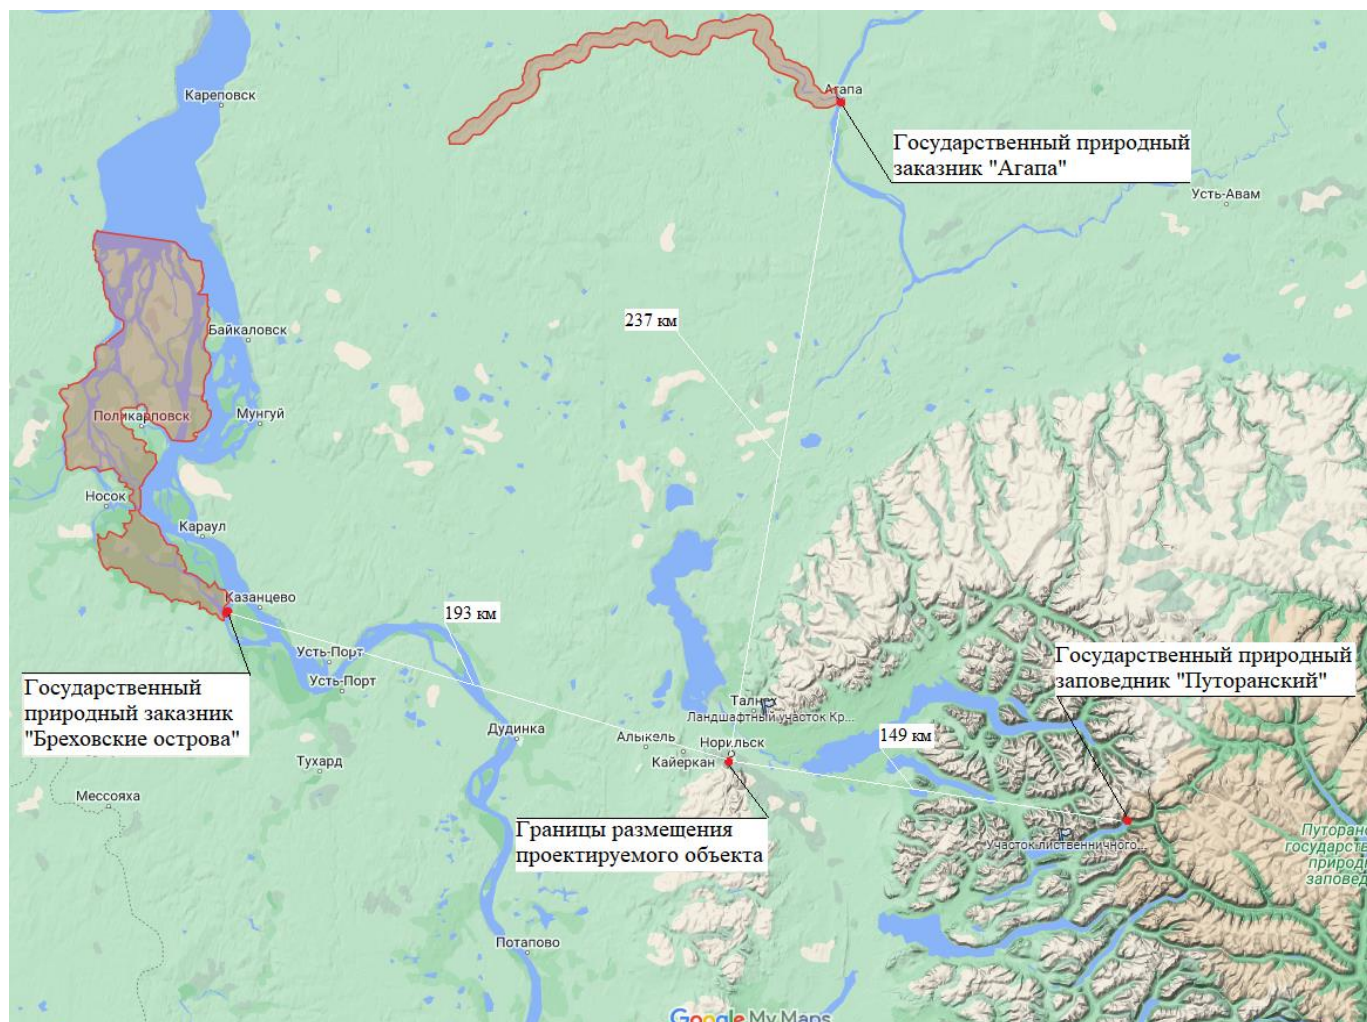 Агапа
Кареповск
Государственный природный
заказник "Агапа"
Усть-Авам
237 км
Байкаловск
Поликарповск
Мунгуй
Носок
Караул
Казанцево
193 км
Усть-Порт
Усть-Порт
Государственный природный
заповедник "Путоранский"
Государственный
природный заказник
"Бреховские острова"
Талнах
Ландшафтный участок Кр...
Дудинка
Алыкель
Норильск
149 км
Кайеркан
Тухард
Мессояха
Границы размещения
проектируемого объекта
Участок лиственничного...
Путоран
государств
природн
заповед
Потапово
Google My Maps